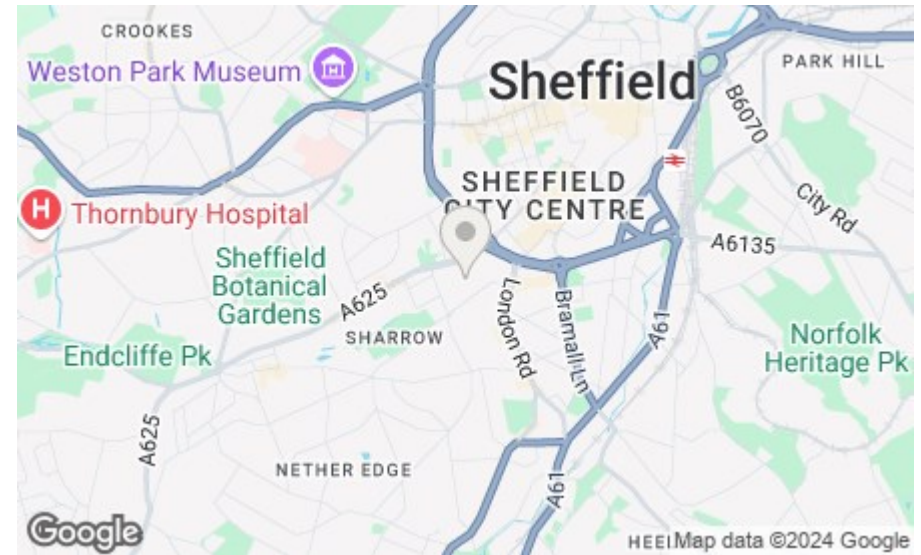 CROOKES
Weston Park Museum
Sheffield
PARK HILL
B6070
SHEFFIELD
CITY CENTRE
City Rd
H
Thornbury Hospital
A6135
Sheffield
Botanical
Gardens
A625
London Rd
Bramall Ln
A61
SHARROW
Norfolk
Heritage Pk
Endcliffe Pk
A625
NETHER EDGE
A61
Google
HEEL
Map data ©2024 Google